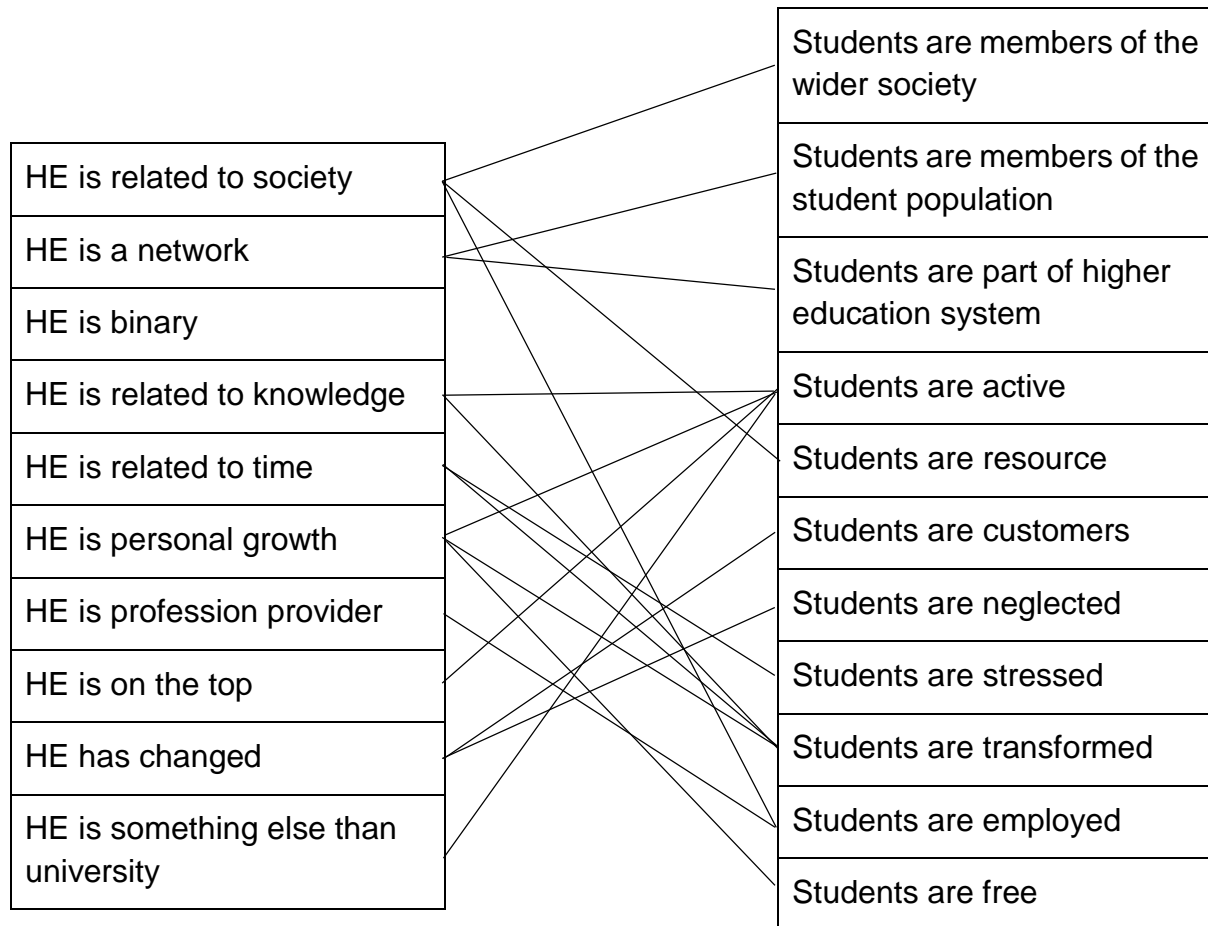 HE is related to society
HE is a network
HE is binary
HE is related to knowledge
HE is related to time
HE is personal growth
HE is profession provider
HE is on the top
HE has changed
HE is something else than
university
Students are members of the
wider society
Students are members of the
student population
Students are part of higher
education system
Students are active
Students are resource
Students are customers
Students are neglected
Students are stressed
Students are transformed
Students are employed
Students are free